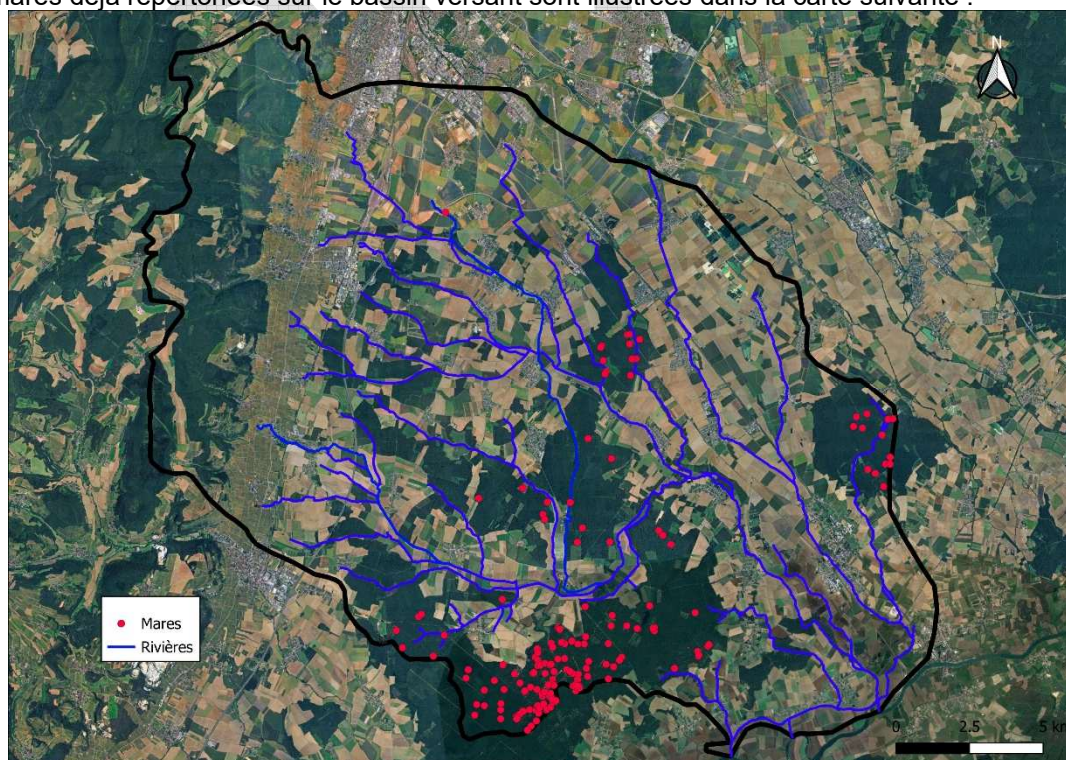 mares déjà répertoriées sur le bassin versant sont illustrées dans la carte suivante :
N
Mares
Rivières
0 2.5 5 km